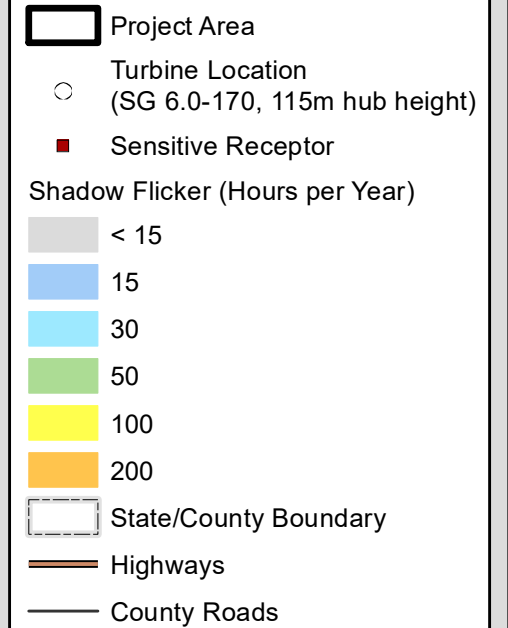 Project Area
Turbine Location
(SG 6.0-170, 115m hub height)
Sensitive Receptor
Shadow Flicker (Hours per Year)
< 15
15
30
50
100
200
State/County Boundary
Highways
County Roads